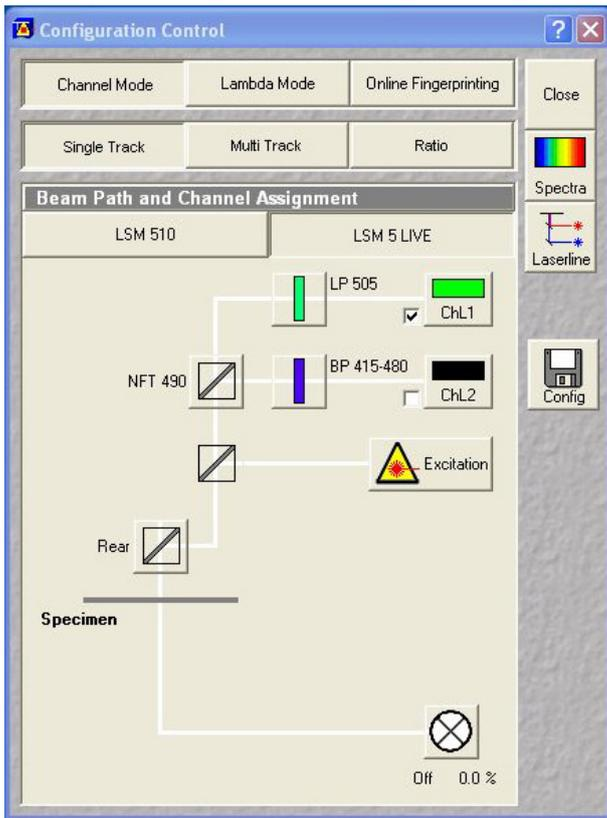 Configuration Control
Channel Mode Lambda Mode Online Fingerprinting
Close
Single Track Multi Track Ratio
Spectra
Beam Path and Channel Assignment
LSM 510 LSM 5 LIVE
Laserline
LP 505
ChL1
NFT 490
BP 415-480
ChL2
Config
Excitation
Rear
Specimen
Off 0.0 %